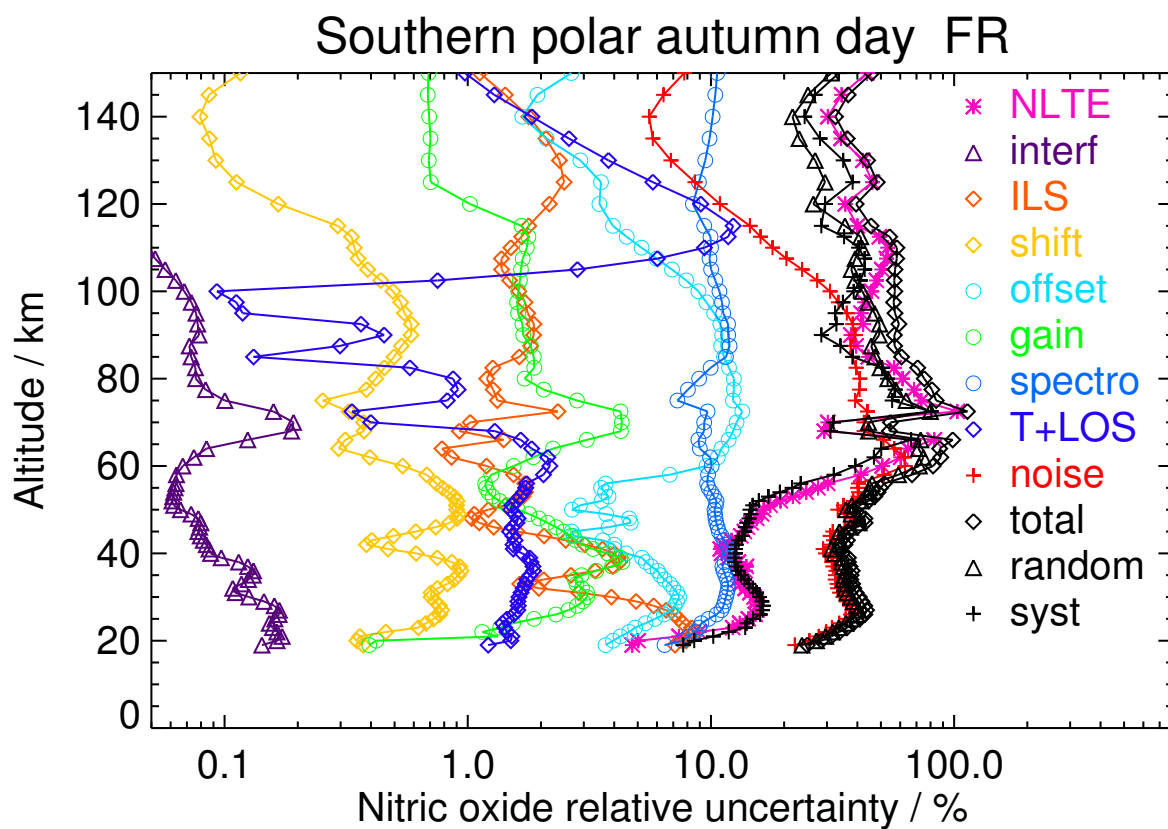 Southern polar autumn day FR
Altitude / km
140
120
100
80
60
40
20
0
NLTE
interf
ILS
shift
offset
gain
spectro
T+LOS
noise
total
random
syst
0.1 1.0 10.0 100.0
Nitric oxide relative uncertainty / %